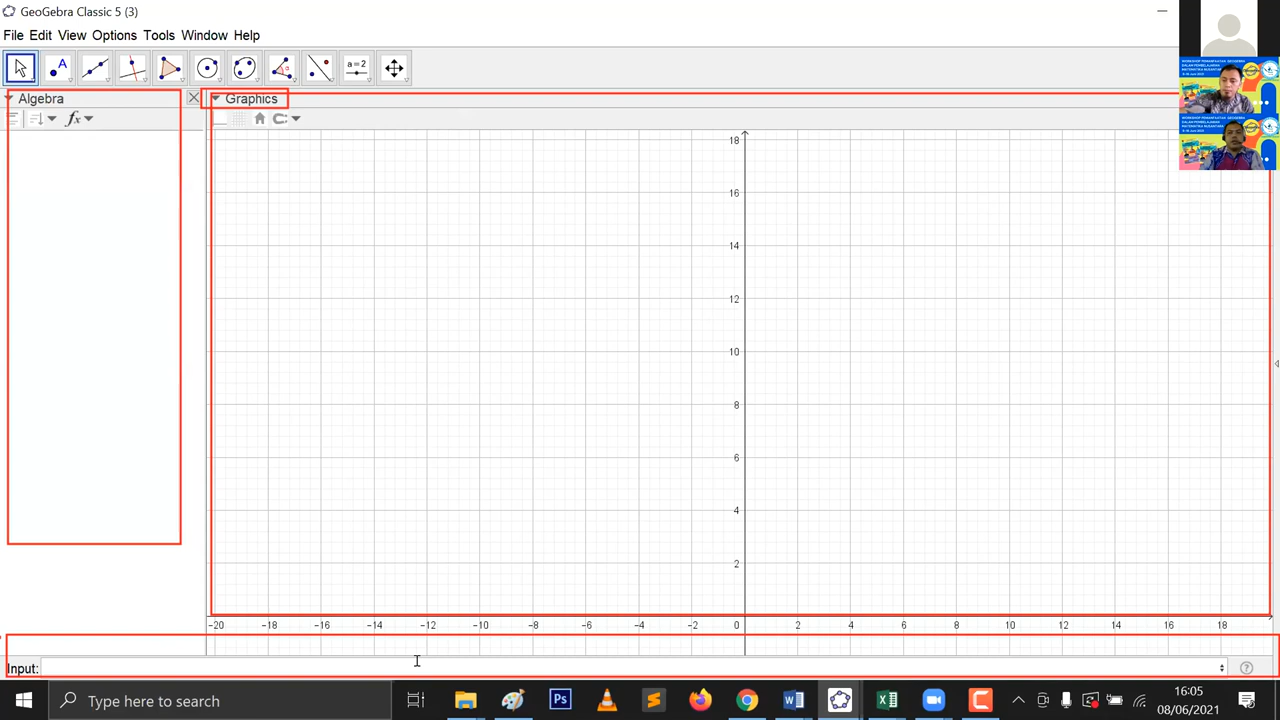 GeoGebra Classic 5 (3)
File Edit View Options Tools Window Help
A
a = 2
Algebra
Graphics
fx
18
16
14
12
10
8
6
4
2
-20 -18 -16 -14 -12 -10 -8 -6 -4 -2 0 2 4 6 8 10 12 14 16 18
Input:
Type here to search
16:05
08/06/2021